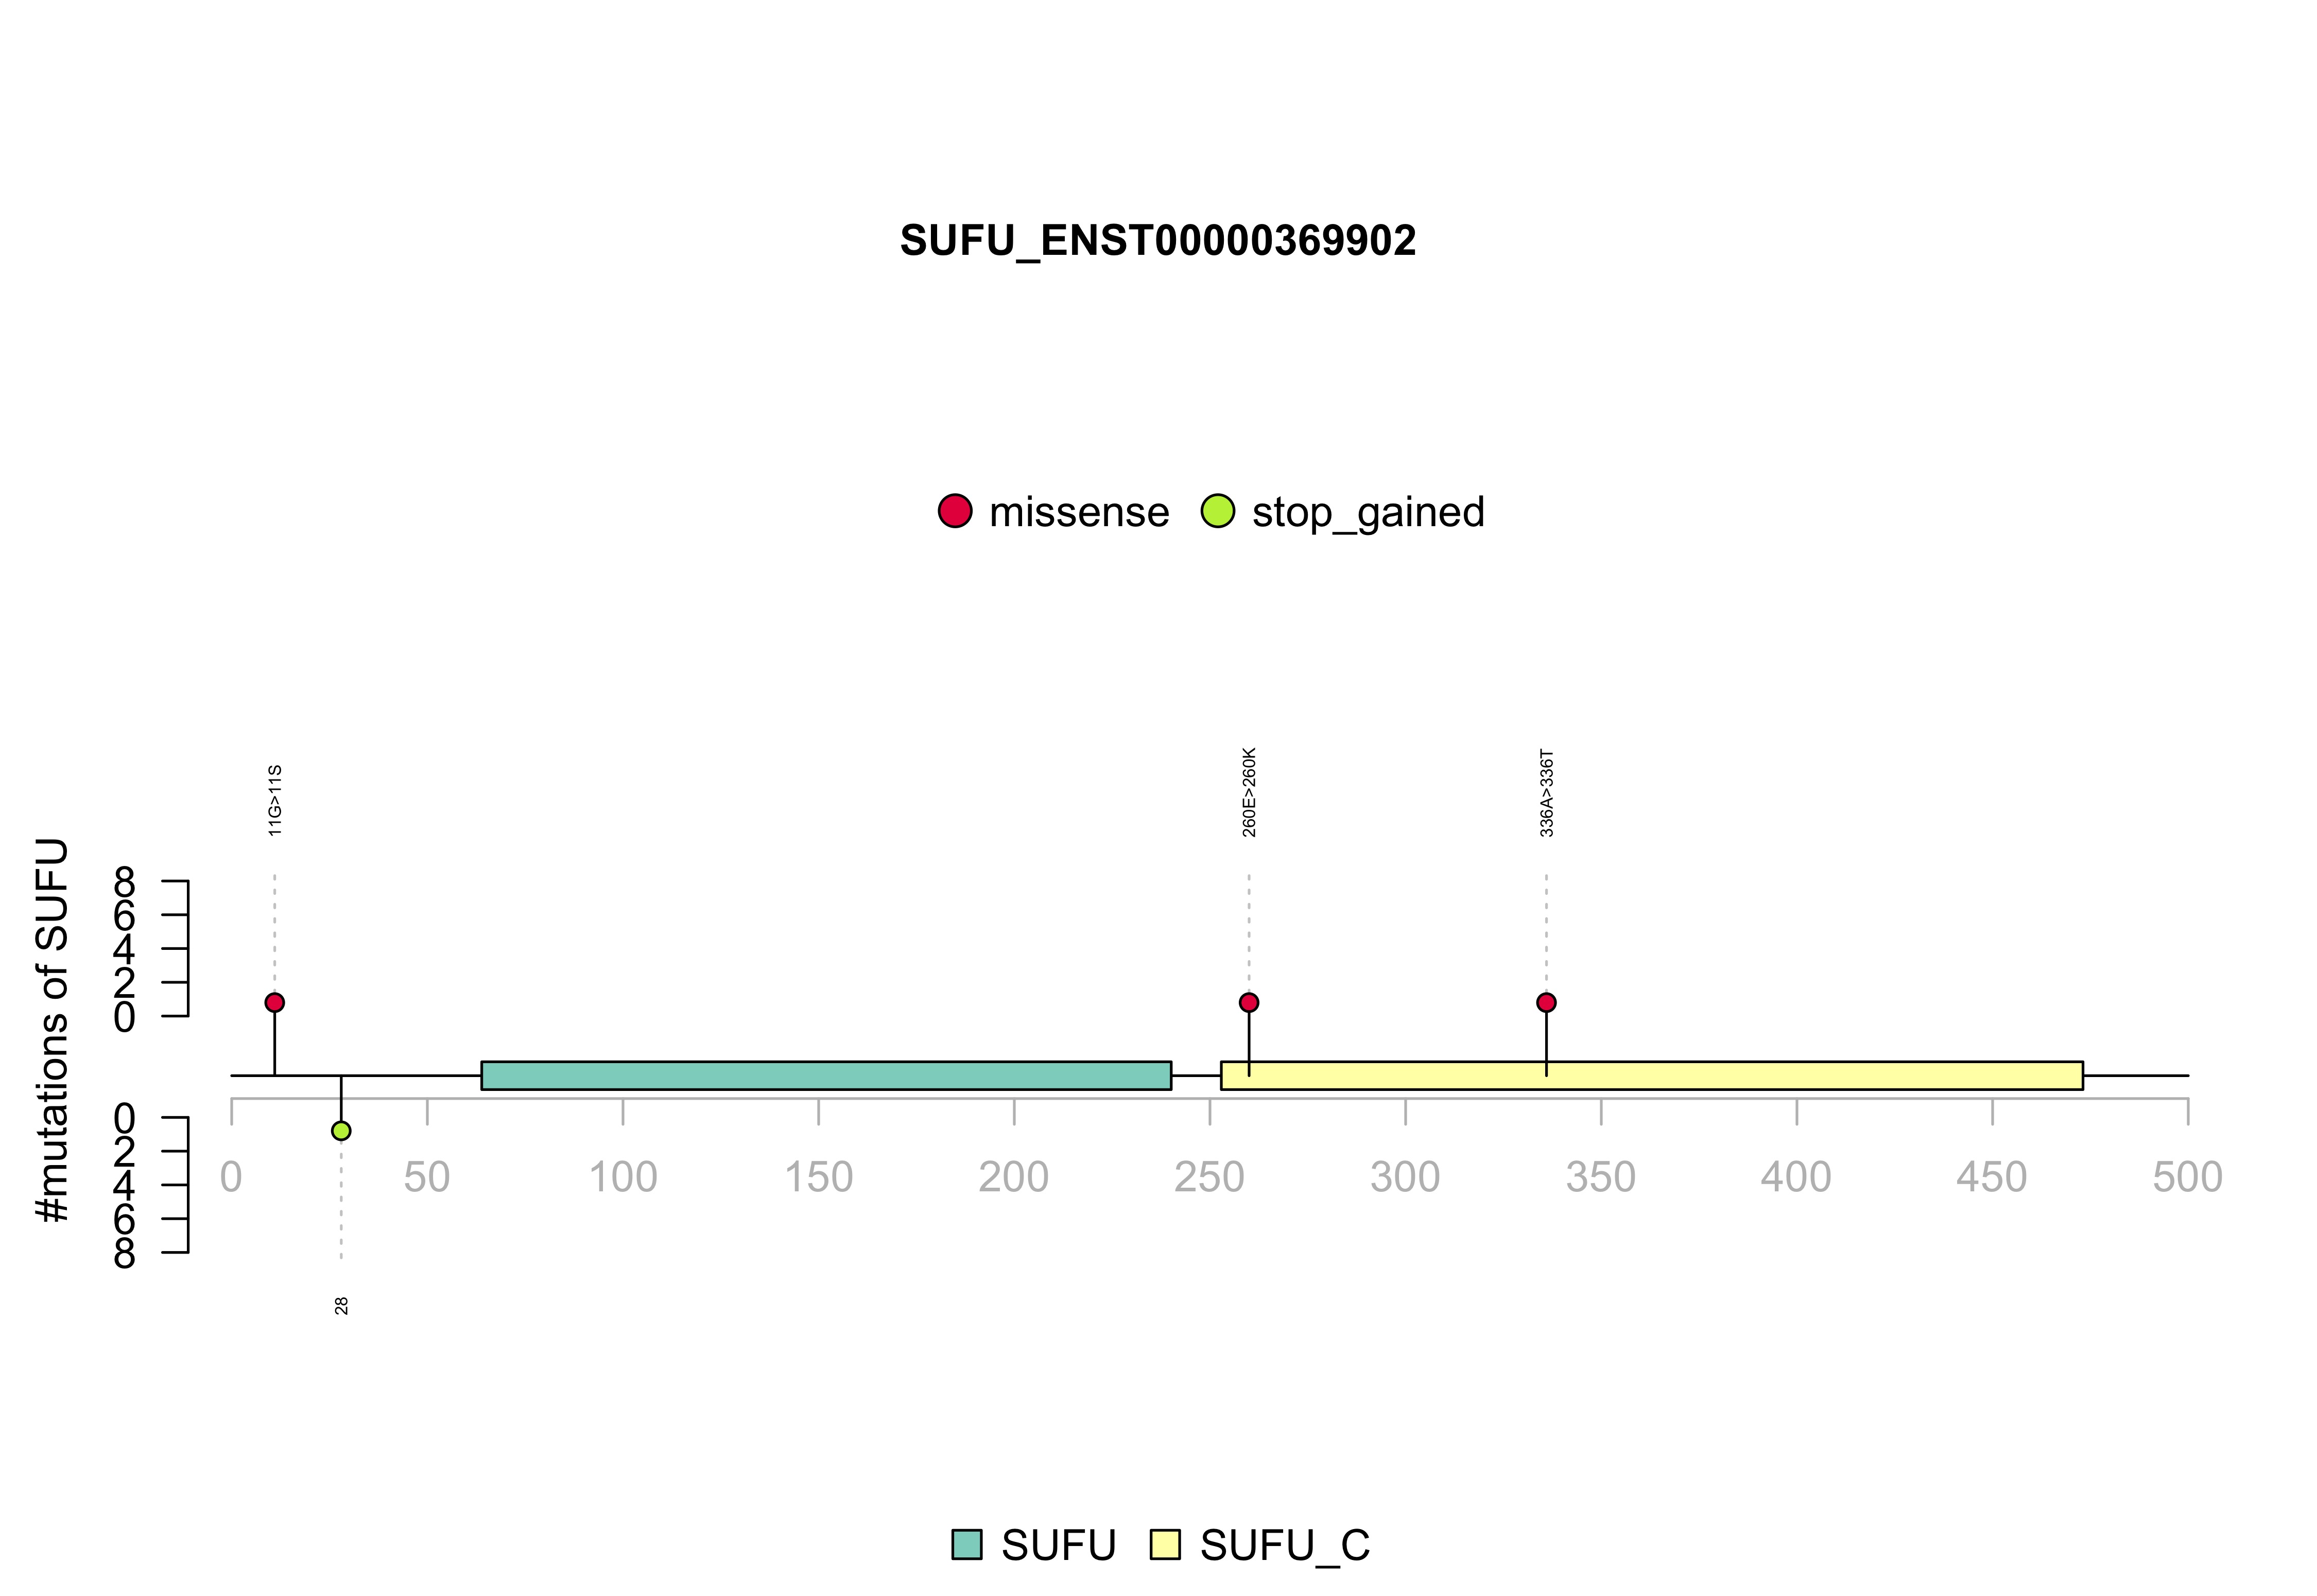 SUFU_ENST00000369902
missense
stop_gained
11G>11S
260E>260K
336A>336T
#mutations of SUFU
8
6
4
2
0
0
2
4
6
8
0 50 100 150 200 250 300 350 400 450 500
28
SUFU
SUFU_C